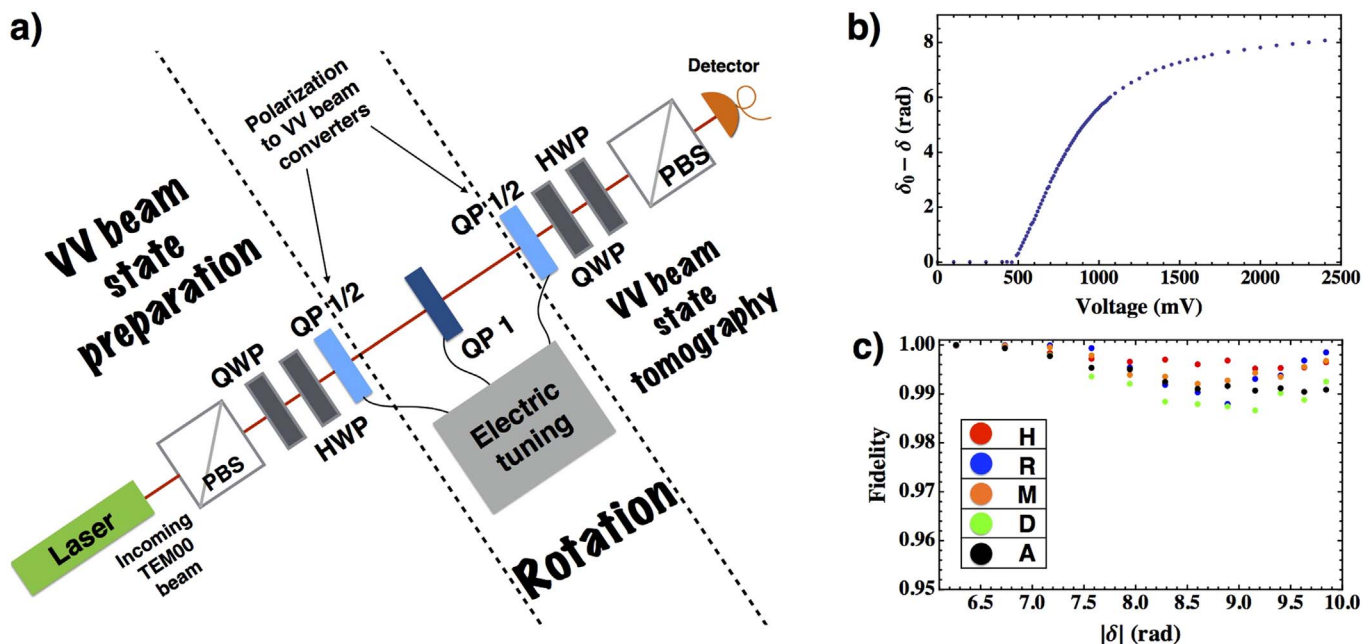 a)
VV beam
state
preparation
Polarization
to VV beam
converters
Laser
Incoming
TEM00
beam
PBS
QWP
HWP
QP 1/2
QP 1
Electric
tuning
Rotation
QP 1/2
HWP
QWP
PBS
Detector
VV beam
state
tomography
b)
δ₀ − δ (rad)
8
6
4
2
0
0 500 1000 1500 2000 2500
Voltage (mV)
c)
Fidelity
1.00
0.99
0.98
0.97
0.96
0.95
H
R
M
D
A
6.5 7.0 7.5 8.0 8.5 9.0 9.5 10.0
|δ| (rad)